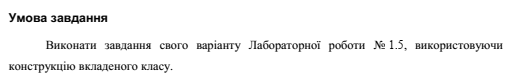 Умова завдання
Виконати завдання свого варіанту Лабораторної роботи № 1.5, використовуючи
конструкцію вкладеного класу.